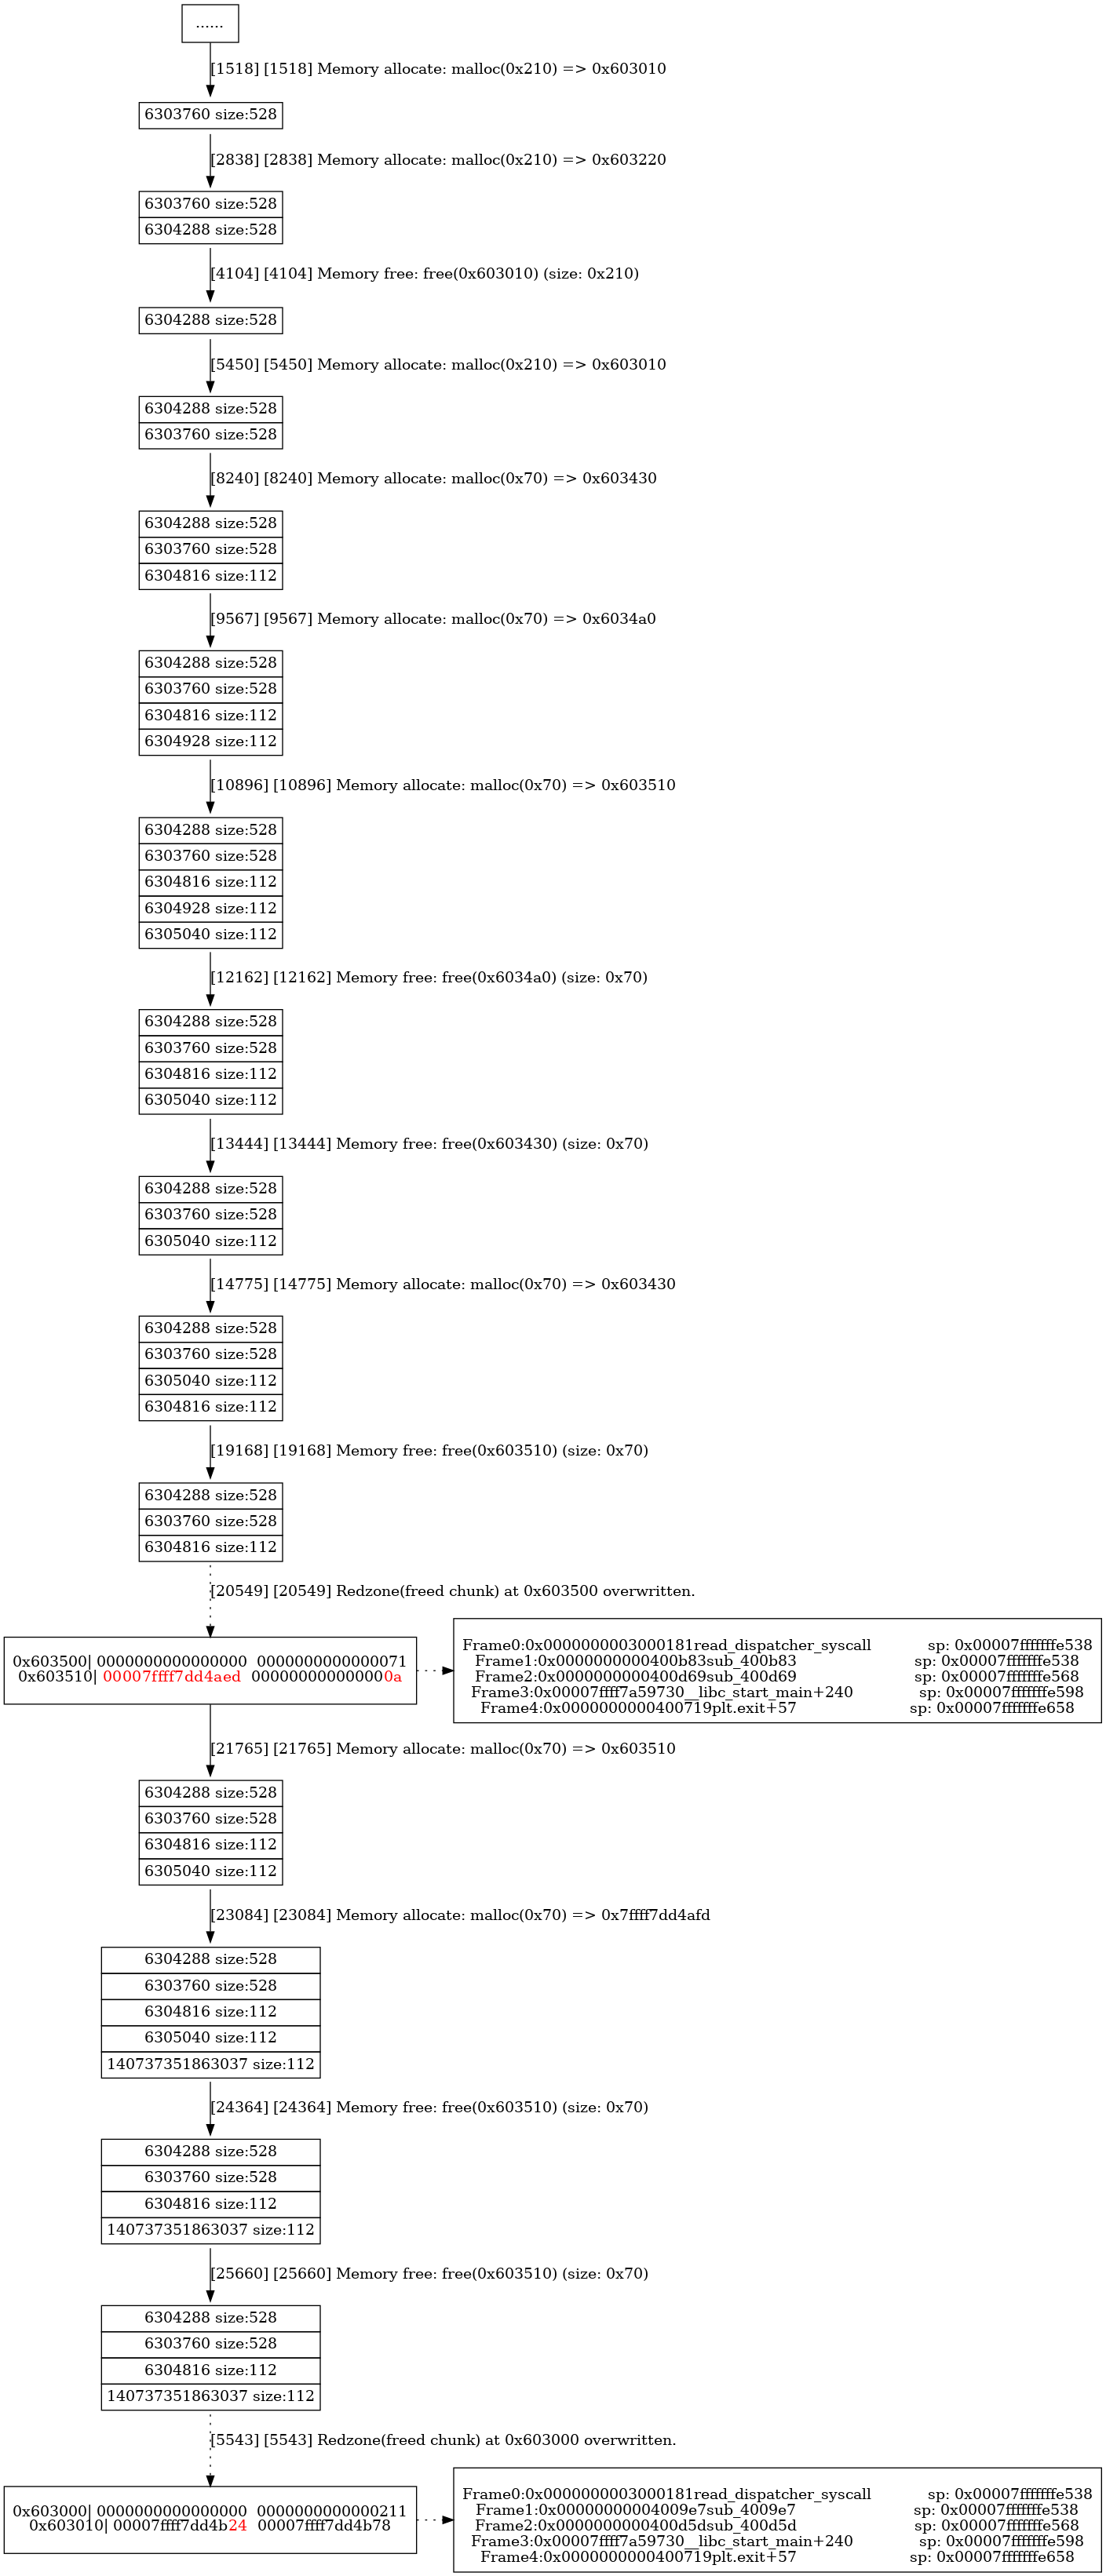 ......
[1518] [1518] Memory allocate: malloc(0x210) => 0x603010
6303760 size:528
[2838] [2838] Memory allocate: malloc(0x210) => 0x603220
6303760 size:528
6304288 size:528
[4104] [4104] Memory free: free(0x603010) (size: 0x210)
6304288 size:528
[5450] [5450] Memory allocate: malloc(0x210) => 0x603010
6304288 size:528
6303760 size:528
[8240] [8240] Memory allocate: malloc(0x70) => 0x603430
6304288 size:528
6303760 size:528
6304816 size:112
[9567] [9567] Memory allocate: malloc(0x70) => 0x6034a0
6304288 size:528
6303760 size:528
6304816 size:112
6304928 size:112
[10896] [10896] Memory allocate: malloc(0x70) => 0x603510
6304288 size:528
6303760 size:528
6304816 size:112
6304928 size:112
6305040 size:112
[12162] [12162] Memory free: free(0x6034a0) (size: 0x70)
6304288 size:528
6303760 size:528
6304816 size:112
6305040 size:112
[13444] [13444] Memory free: free(0x603430) (size: 0x70)
6304288 size:528
6303760 size:528
6305040 size:112
[14775] [14775] Memory allocate: malloc(0x70) => 0x603430
6304288 size:528
6303760 size:528
6305040 size:112
6304816 size:112
[19168] [19168] Memory free: free(0x603510) (size: 0x70)
6304288 size:528
6303760 size:528
6304816 size:112
[20549] [20549] Redzone(freed chunk) at 0x603500 overwritten.
0x603500| 0000000000000000 0000000000000071
0x603510| 00007ffff7dd4aed 000000000000000a
Frame0:0x0000000003000181read_dispatcher_syscall sp: 0x00007fffffffe538
Frame1:0x0000000000400b83sub_400b83 sp: 0x00007fffffffe538
Frame2:0x0000000000400d69sub_400d69 sp: 0x00007fffffffe568
Frame3:0x00007ffff7a59730__libc_start_main+240 sp: 0x00007fffffffe598
Frame4:0x0000000000400719plt.exit+57 sp: 0x00007fffffffe658
[21765] [21765] Memory allocate: malloc(0x70) => 0x603510
6304288 size:528
6303760 size:528
6304816 size:112
6305040 size:112
[23084] [23084] Memory allocate: malloc(0x70) => 0x7ffff7dd4afd
6304288 size:528
6303760 size:528
6304816 size:112
6305040 size:112
140737351863037 size:112
[24364] [24364] Memory free: free(0x603510) (size: 0x70)
6304288 size:528
6303760 size:528
6304816 size:112
140737351863037 size:112
[25660] [25660] Memory free: free(0x603510) (size: 0x70)
6304288 size:528
6303760 size:528
6304816 size:112
140737351863037 size:112
[5543] [5543] Redzone(freed chunk) at 0x603000 overwritten.
0x603000| 0000000000000000 0000000000000211
0x603010| 00007ffff7dd4b24 00007ffff7dd4b78
Frame0:0x0000000003000181read_dispatcher_syscall sp: 0x00007fffffffe538
Frame1:0x00000000004009e7sub_4009e7 sp: 0x00007fffffffe538
Frame2:0x0000000000400d5dsub_400d5d sp: 0x00007fffffffe568
Frame3:0x00007ffff7a59730__libc_start_main+240 sp: 0x00007fffffffe598
Frame4:0x0000000000400719plt.exit+57 sp: 0x00007fffffffe658